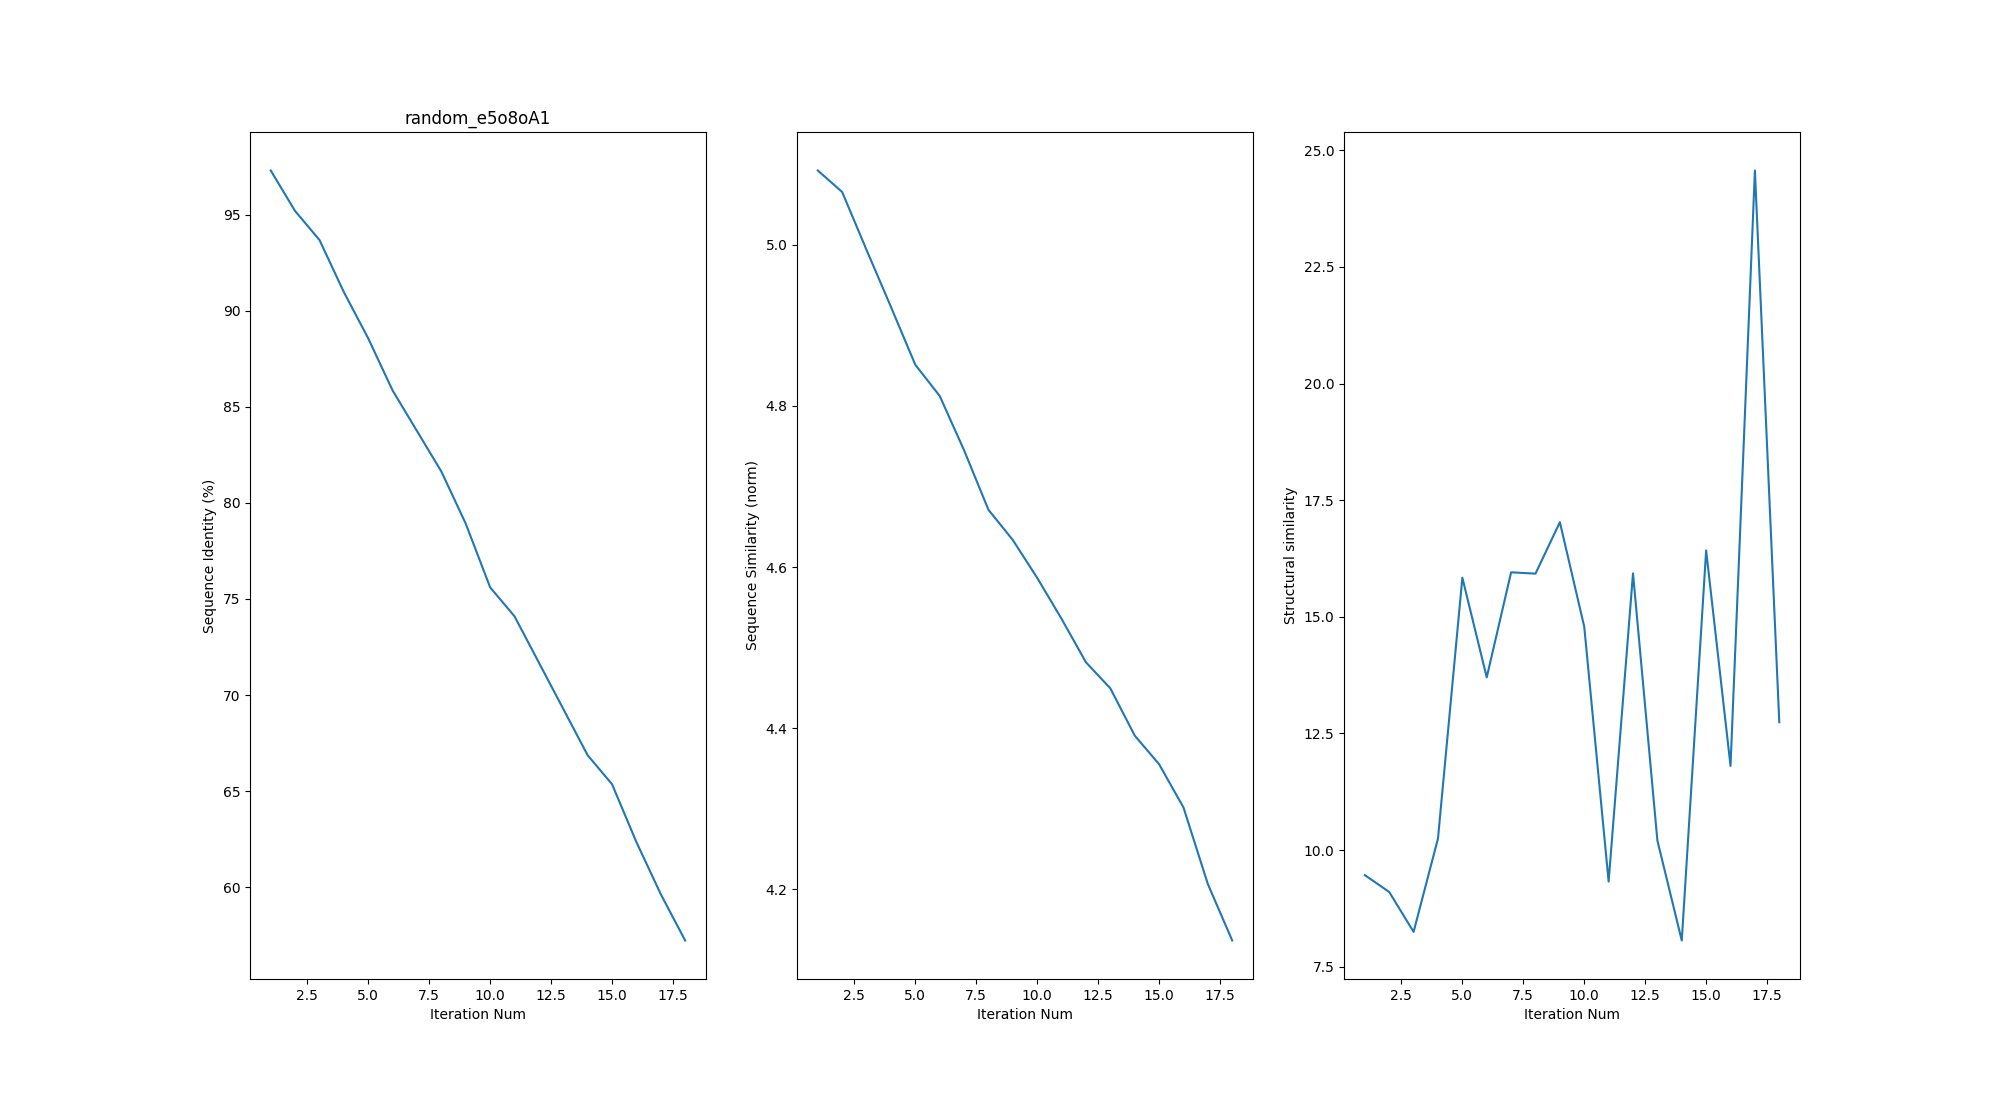 random_e5o8oA1
Sequence Identity (%)
95
90
85
80
75
70
65
60
2.5 5.0 7.5 10.0 12.5 15.0 17.5
Iteration Num
Sequence Similarity (norm)
5.0
4.8
4.6
4.4
4.2
2.5 5.0 7.5 10.0 12.5 15.0 17.5
Iteration Num
Structural similarity
25.0
22.5
20.0
17.5
15.0
12.5
10.0
7.5
2.5 5.0 7.5 10.0 12.5 15.0 17.5
Iteration Num